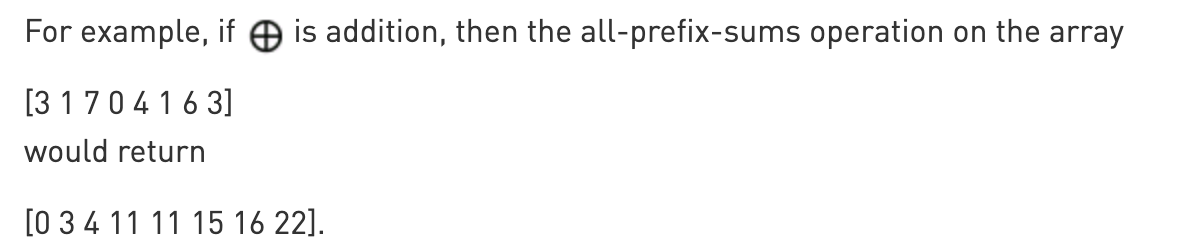 For example, if ⊕ is addition, then the all-prefix-sums operation on the array
[3 1 7 0 4 1 6 3]
would return
[0 3 4 11 11 15 16 22].